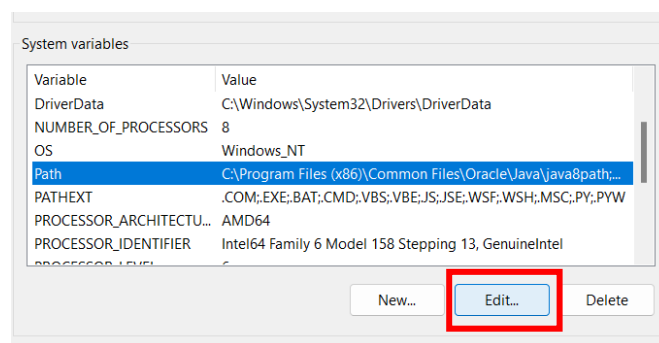 System variables
Variable Value
DriverData C:\Windows\System32\Drivers\DriverData
NUMBER_OF_PROCESSORS 8
OS Windows_NT
Path C:\Program Files (x86)\Common Files\Oracle\Java\java8path;...
PATHEXT .COM;.EXE;.BAT;.CMD;.VBS;.VBE;.JS;.JSE;.WSF;.WSH;.MSC;.PY;.PYW
PROCESSOR_ARCHITECTU... AMD64
PROCESSOR_IDENTIFIER Intel64 Family 6 Model 158 Stepping 13, GenuineIntel
New... Edit... Delete